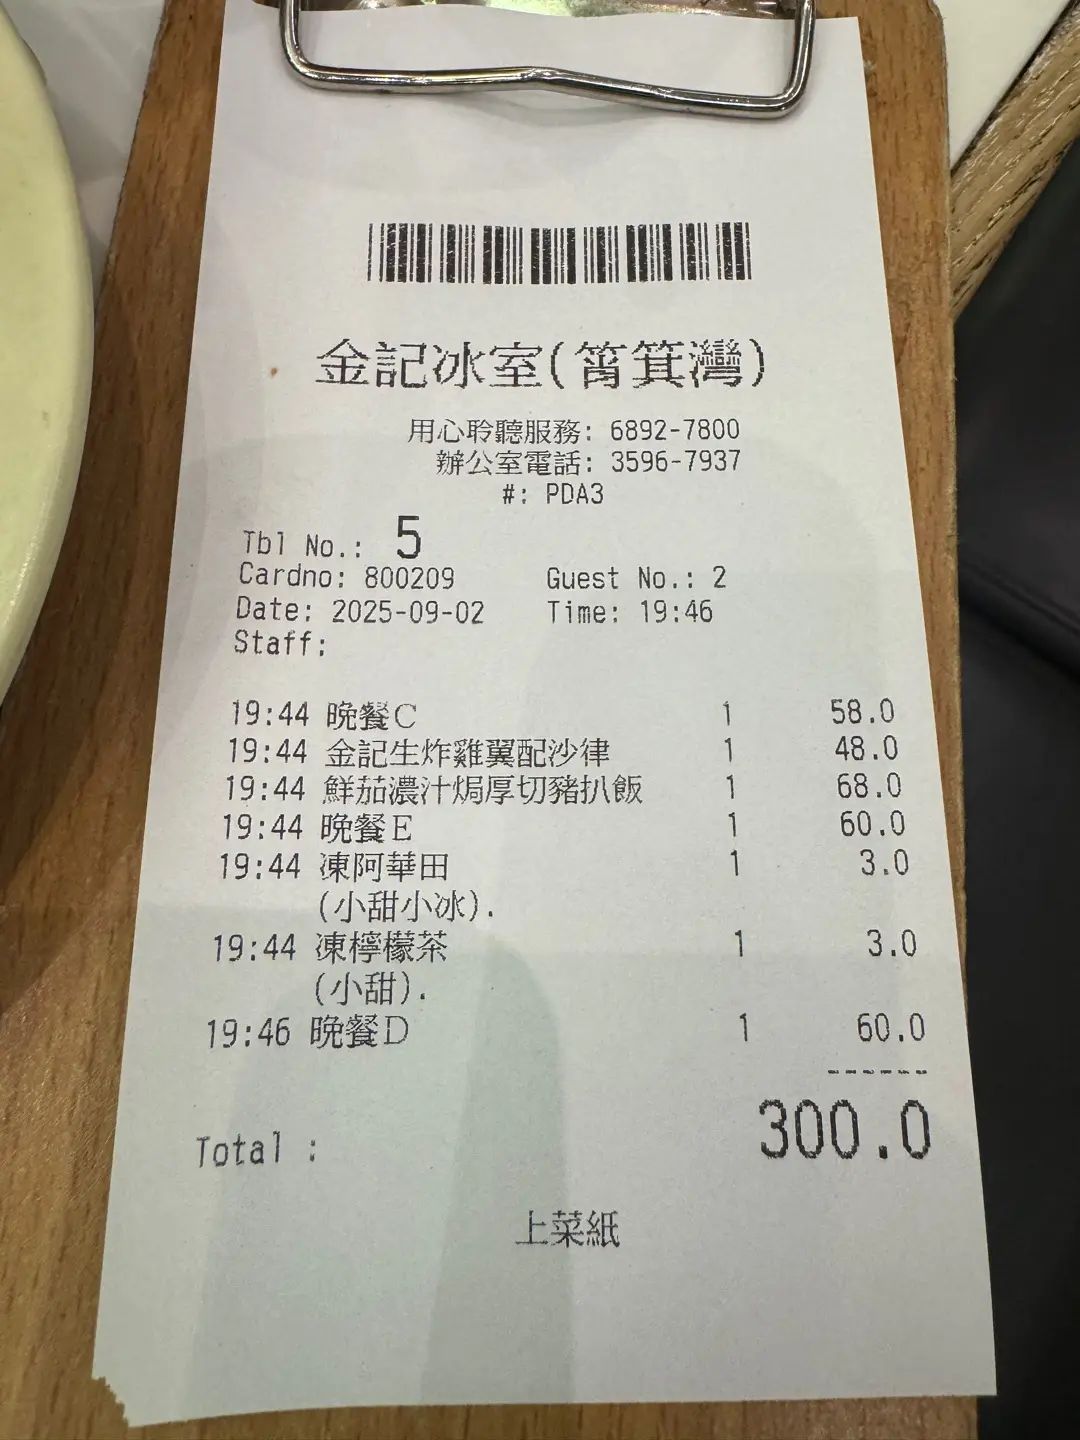 金記冰室(筲箕灣)
用心聆聽服務: 6892-7800
辦公室電話: 3596-7937
#: PDA3
Tbl No.: 5
Cardno: 800209 Guest No.: 2
Date: 2025-09-02 Time: 19:46
Staff:
19:44 晚餐C 1 58.0
19:44 金記生炸雞翼配沙律 1 48.0
19:44 鮮茄濃汁焗厚切豬扒飯 1 68.0
19:44 晚餐E 1 60.0
19:44 凍阿華田 1 3.0
(小甜小冰).
19:44 凍檸檬茶 1 3.0
(小甜).
19:46 晚餐D 1 60.0
------
Total : 300.0
上菜紙